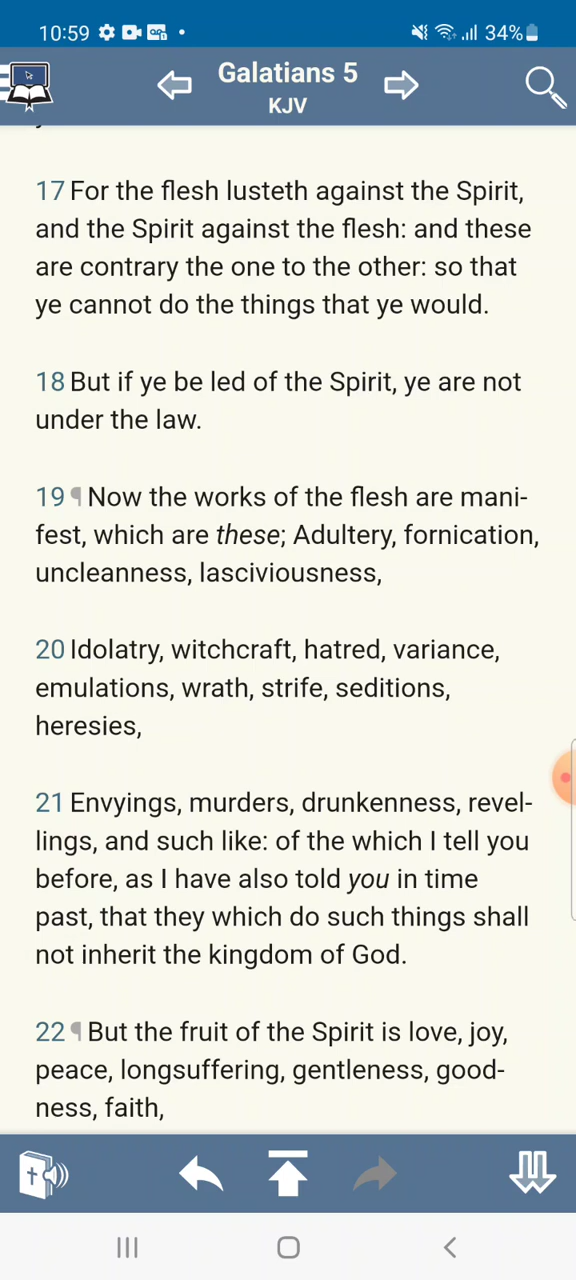 10:59
34%
Galatians 5
KJV
17 For the flesh lusteth against the Spirit,
and the Spirit against the flesh: and these
are contrary the one to the other: so that
ye cannot do the things that ye would.
18 But if ye be led of the Spirit, ye are not
under the law.
19 ¶ Now the works of the flesh are mani-
fest, which are these; Adultery, fornication,
uncleanness, lasciviousness,
20 Idolatry, witchcraft, hatred, variance,
emulations, wrath, strife, seditions,
heresies,
21 Envyings, murders, drunkenness, revel-
lings, and such like: of the which I tell you
before, as I have also told you in time
past, that they which do such things shall
not inherit the kingdom of God.
22 ¶ But the fruit of the Spirit is love, joy,
peace, longsuffering, gentleness, good-
ness, faith,